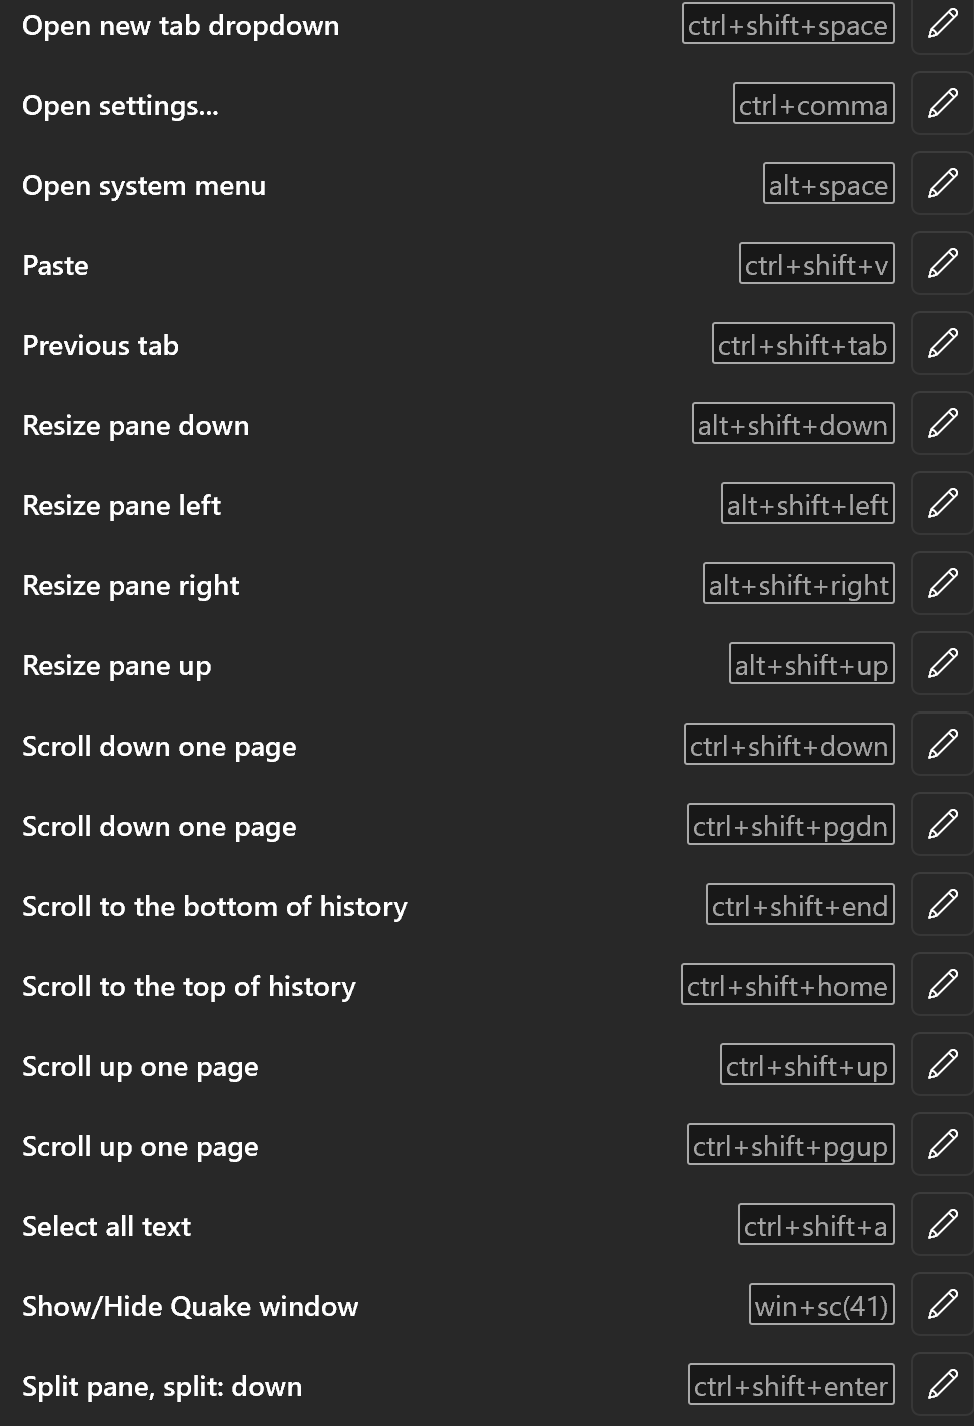 Open new tab dropdown ctrl+shift+space
Open settings... ctrl+comma
Open system menu alt+space
Paste ctrl+shift+v
Previous tab ctrl+shift+tab
Resize pane down alt+shift+down
Resize pane left alt+shift+left
Resize pane right alt+shift+right
Resize pane up alt+shift+up
Scroll down one page ctrl+shift+down
Scroll down one page ctrl+shift+pgdn
Scroll to the bottom of history ctrl+shift+end
Scroll to the top of history ctrl+shift+home
Scroll up one page ctrl+shift+up
Scroll up one page ctrl+shift+pgup
Select all text ctrl+shift+a
Show/Hide Quake window win+sc(41)
Split pane, split: down ctrl+shift+enter